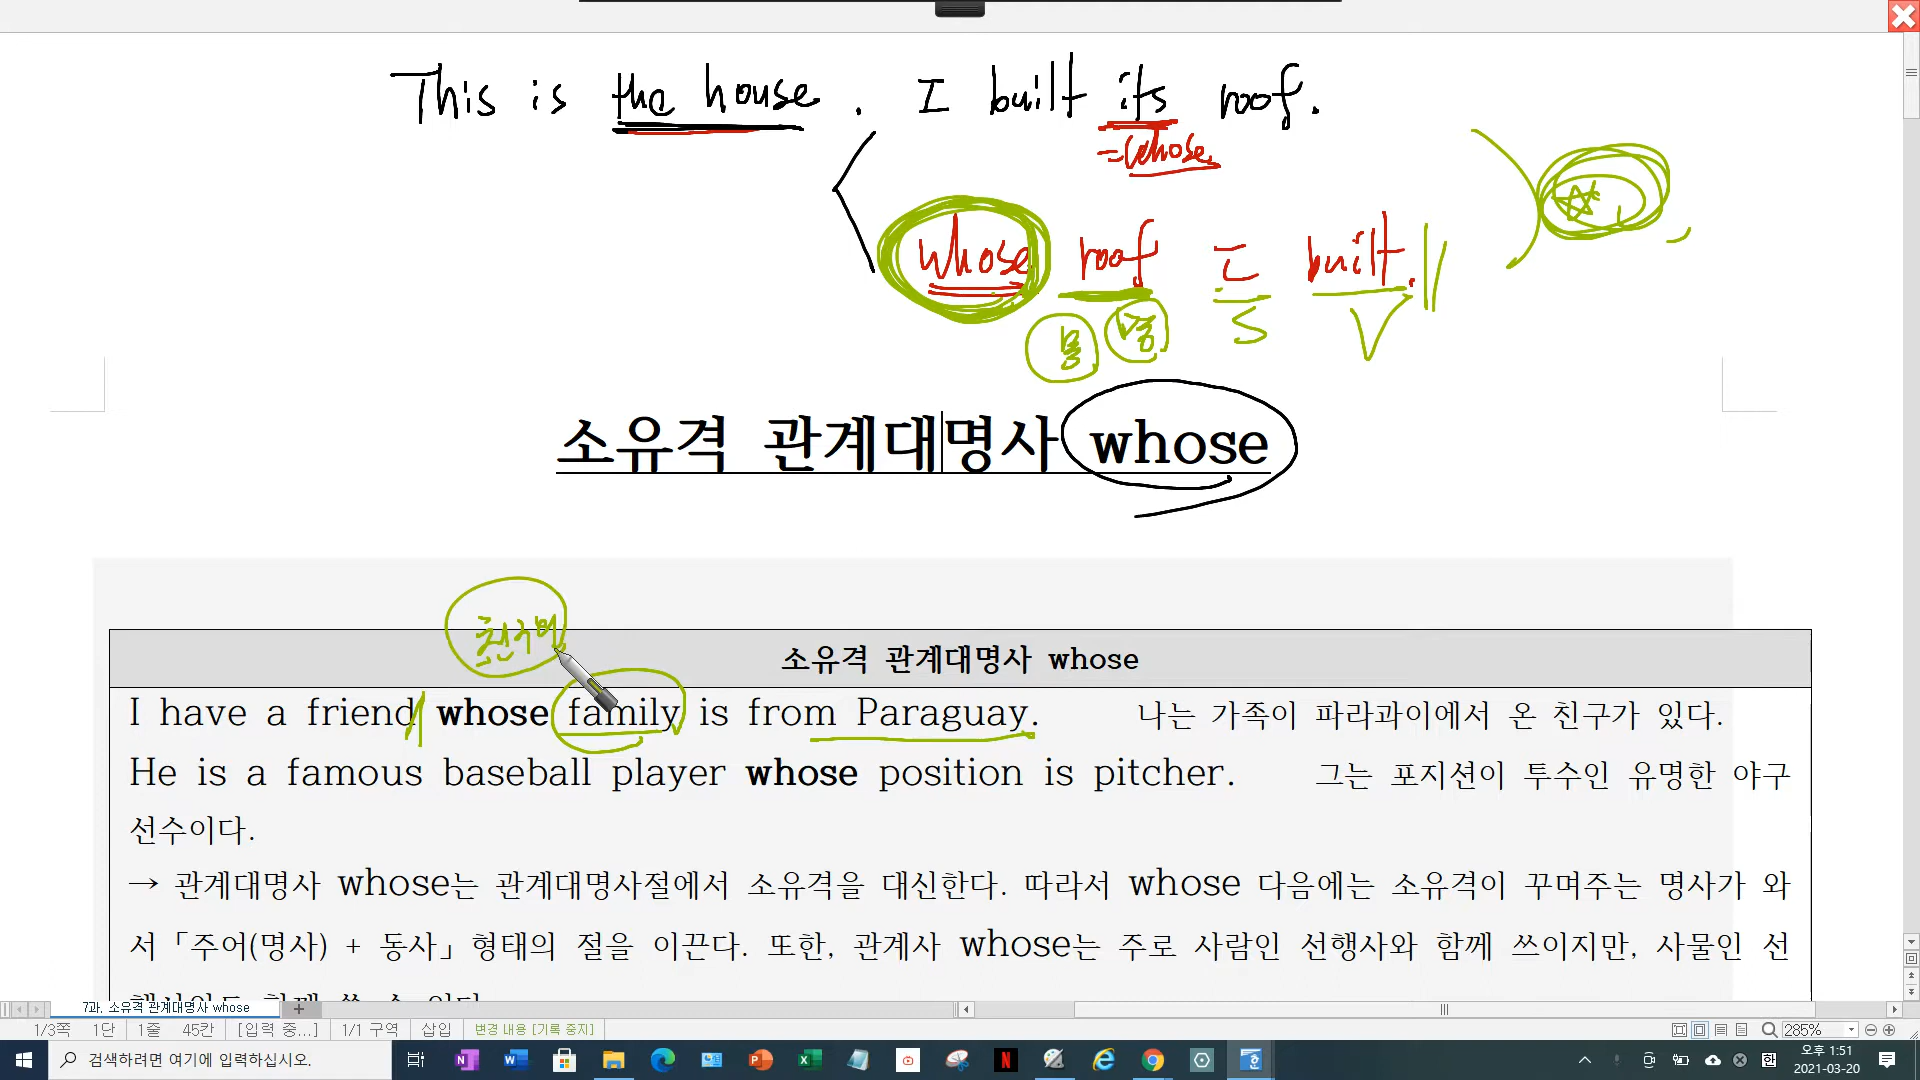 This is the house. I built its roof.
=whose
whose roof I built.
S V
소유격 관계대명사 whose
소유격 관계대명사 whose
I have a friend whose family is from Paraguay. 나는 가족이 파라과이에서 온 친구가 있다.
He is a famous baseball player whose position is pitcher. 그는 포지션이 투수인 유명한 야구
선수이다.
→ 관계대명사 whose는 관계대명사절에서 소유격을 대신한다. 따라서 whose 다음에는 소유격이 꾸며주는 명사가 와
서「주어(명사) + 동사」형태의 절을 이끈다. 또한, 관계사 whose는 주로 사람인 선행사와 함께 쓰이지만, 사물인 선
7과, 소유격 관계대명사 whose
1/3쪽 1단 1줄 45칸 [입력 중...] 1/1 구역 삽입 변경 내용 [기록 중지] 285%
검색하려면 여기에 입력하십시오.
한
오후 1:51
2021-03-20